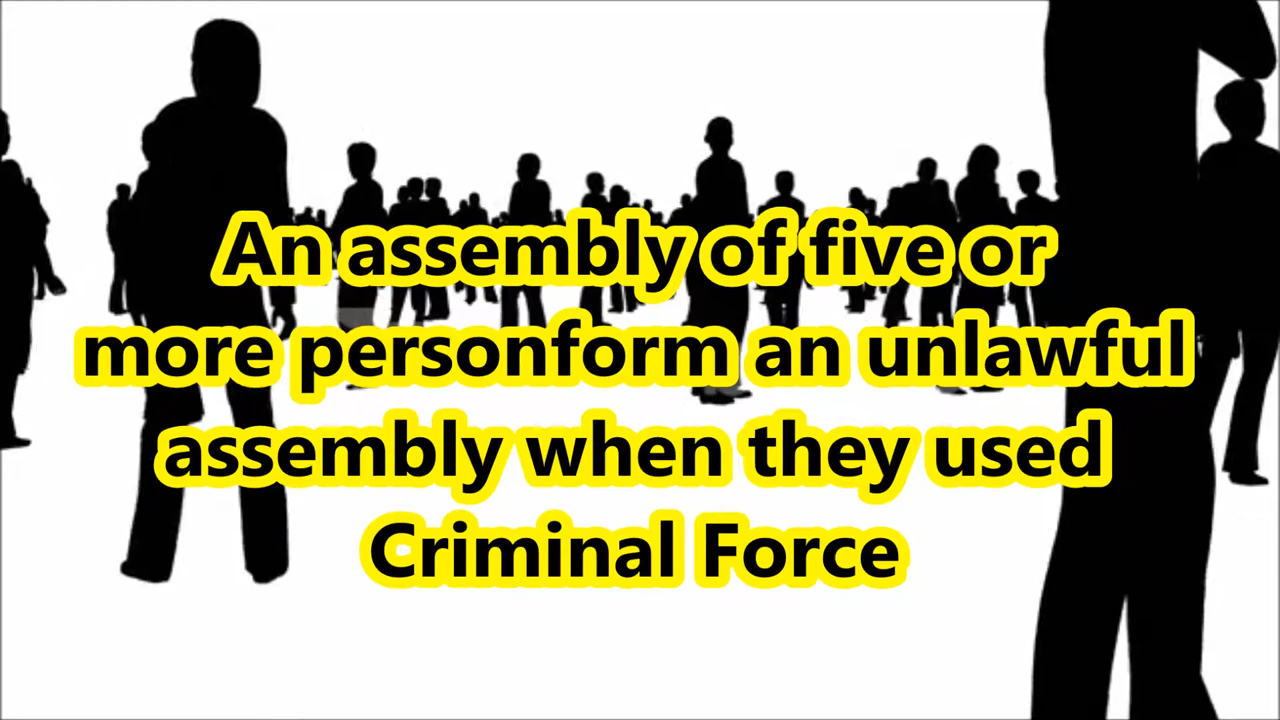 An assembly of five or
more personform an unlawful
assembly when they used
Criminal Force